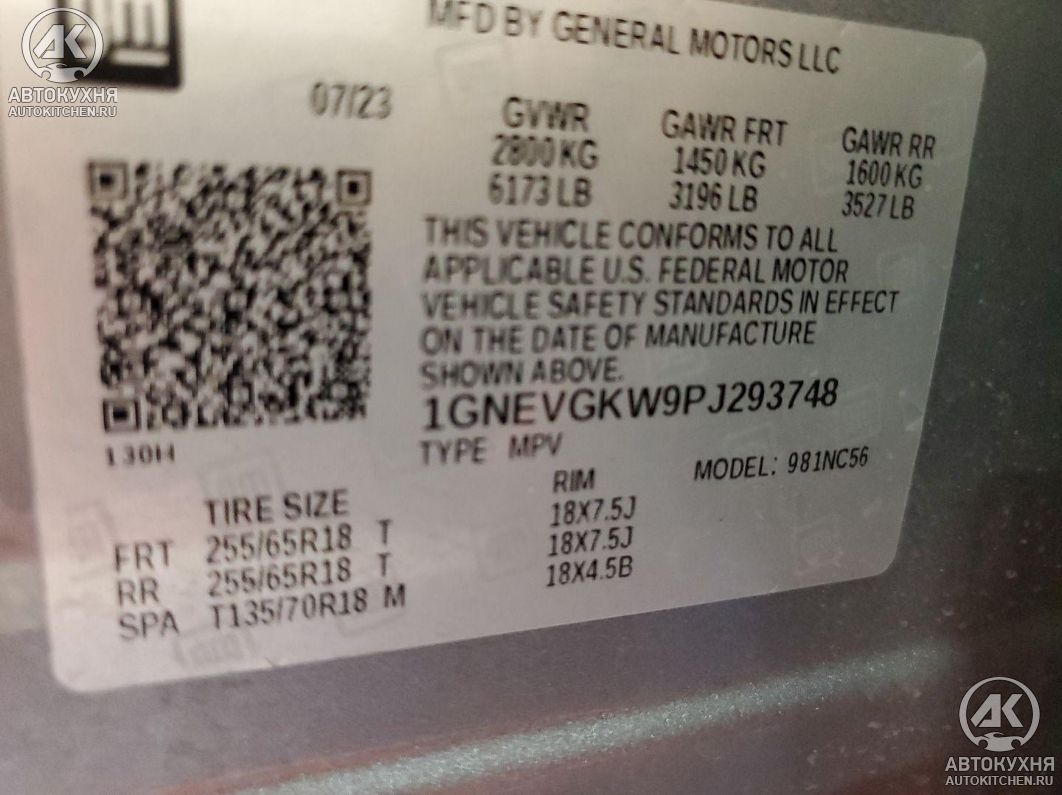 AK
АВТОКУХНЯ
AUTOKITCHEN.RU
gm
MFD BY GENERAL MOTORS LLC
07/23
GVWR GAWR FRT GAWR RR
2800 KG 1450 KG 1600 KG
6173 LB 3196 LB 3527 LB
THIS VEHICLE CONFORMS TO ALL
APPLICABLE U.S. FEDERAL MOTOR
VEHICLE SAFETY STANDARDS IN EFFECT
ON THE DATE OF MANUFACTURE
SHOWN ABOVE.
1GNEVGKW9PJ293748
130H
TYPE MPV
MODEL: 981NC56
TIRE SIZE RIM
FRT 255/65R18 T 18X7.5J
RR 255/65R18 T 18X7.5J
SPA T135/70R18 M 18X4.5B
AK
АВТОКУХНЯ
AUTOKITCHEN.RU